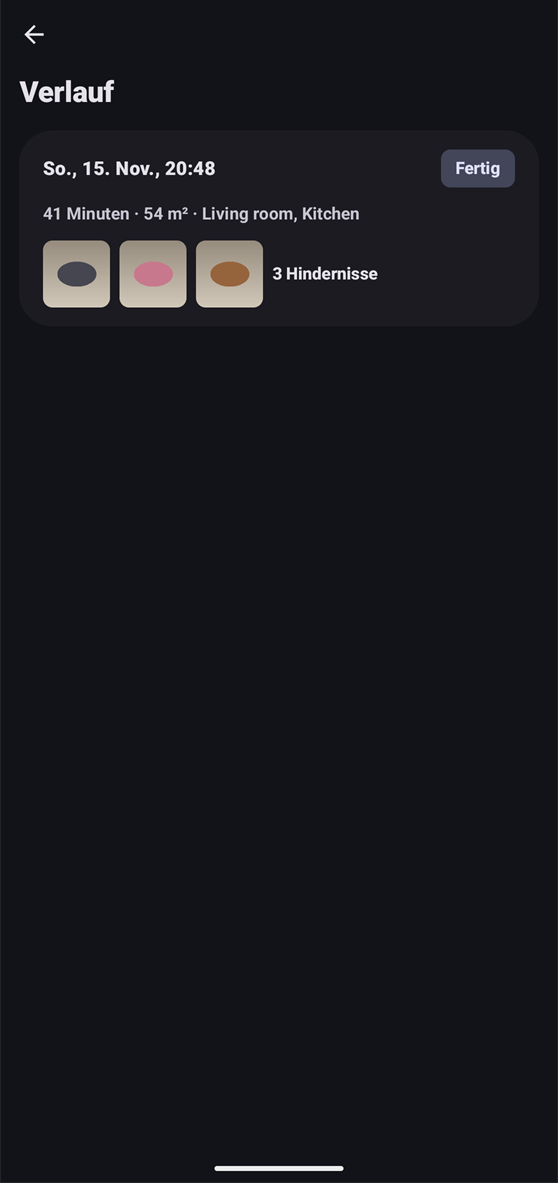 Verlauf
So., 15. Nov., 20:48
Fertig
41 Minuten · 54 m² · Living room, Kitchen
3 Hindernisse